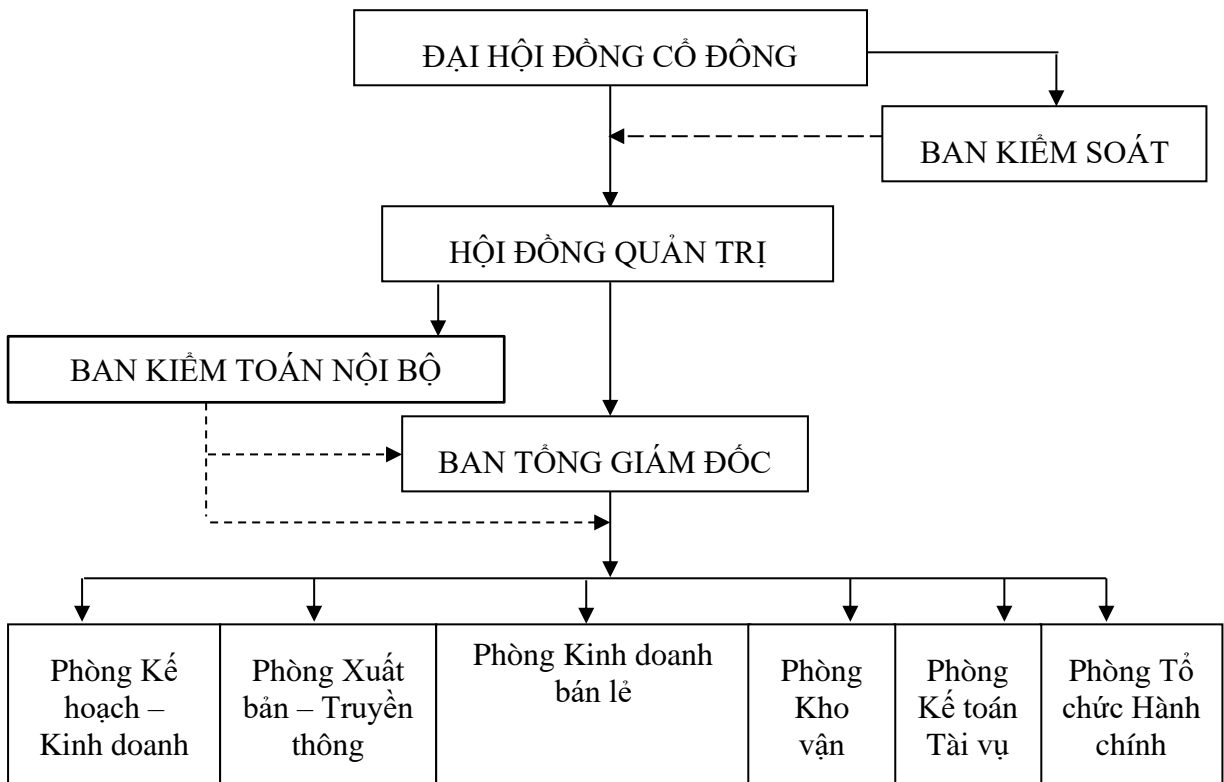 ĐẠI HỘI ĐỒNG CỔ ĐÔNG
BAN KIỂM SOÁT
HỘI ĐỒNG QUẢN TRỊ
BAN KIỂM TOÁN NỘI BỘ
BAN TỔNG GIÁM ĐỐC
Phòng Kế
hoạch –
Kinh doanh
Phòng Xuất
bản – Truyền
thông
Phòng Kinh doanh
bán lẻ
Phòng
Kho
vận
Phòng
Kế toán
Tài vụ
Phòng Tổ
chức Hành
chính